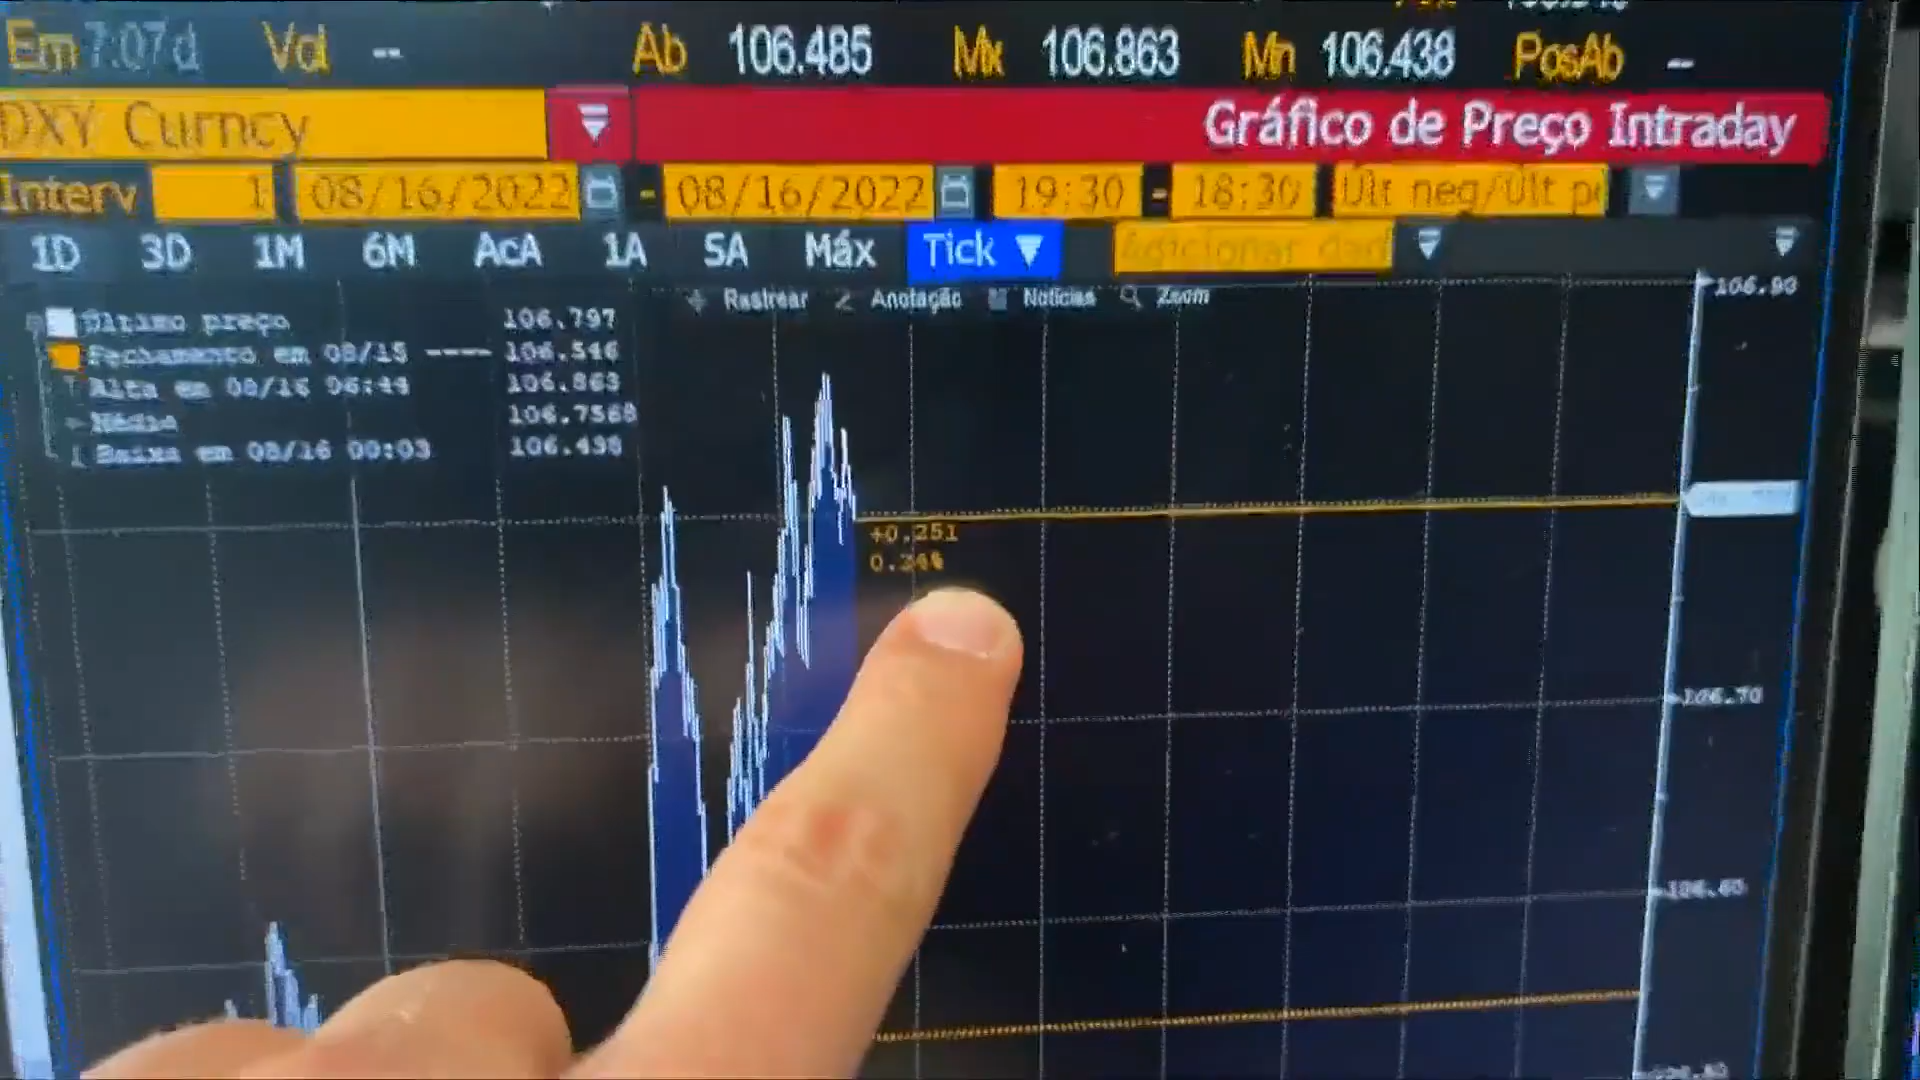 Em 7:07d Vol -- Ab 106.485 Mx 106.863 Mn 106.438 PosAb --
DXY Curncy Gráfico de Preço Intraday
Interv 1 08/16/2022 - 08/16/2022 19:30 - 18:30 Últ neg/Últ p
1D 3D 1M 6M AcA 1A 5A Máx Tick Adicionar dad
Rastrear Anotação Notícias Zoom
106.90
Último preço 106.797
Fechamento em 08/15 ---- 106.546
Alta em 08/16 06:44 106.863
Média 106.7568
Baixa em 08/16 00:03 106.438
+0.251
0.24%
106.70
106.60